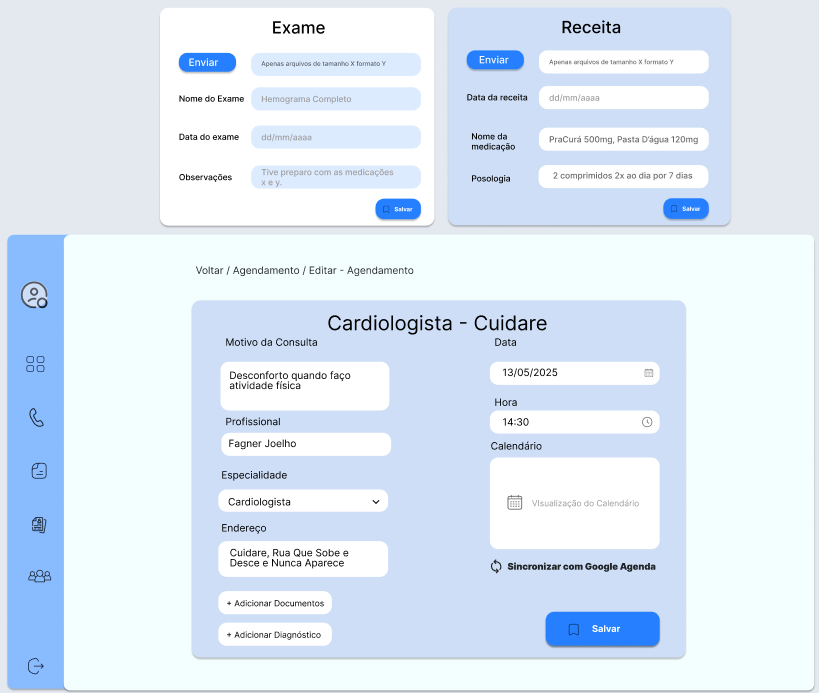 Exame
Enviar
Apenas arquivos de tamanho X formato Y
Nome do Exame
Hemograma Completo
Data do exame
dd/mm/aaaa
Observações
Tive preparo com as medicações
x e y.
Salvar
Receita
Enviar
Apenas arquivos de tamanho X formato Y
Data da receita
dd/mm/aaaa
Nome da
medicação
PraCurá 500mg, Pasta D'água 120mg
Posologia
2 comprimidos 2x ao dia por 7 dias
Salvar
Voltar / Agendamento / Editar - Agendamento
Cardiologista - Cuidare
Motivo da Consulta
Desconforto quando faço
atividade física
Profissional
Fagner Joelho
Especialidade
Cardiologista
Endereço
Cuidare, Rua Que Sobe e
Desce e Nunca Aparece
+ Adicionar Documentos
+ Adicionar Diagnóstico
Data
13/05/2025
Hora
14:30
Calendário
Visualização do Calendário
Sincronizar com Google Agenda
Salvar